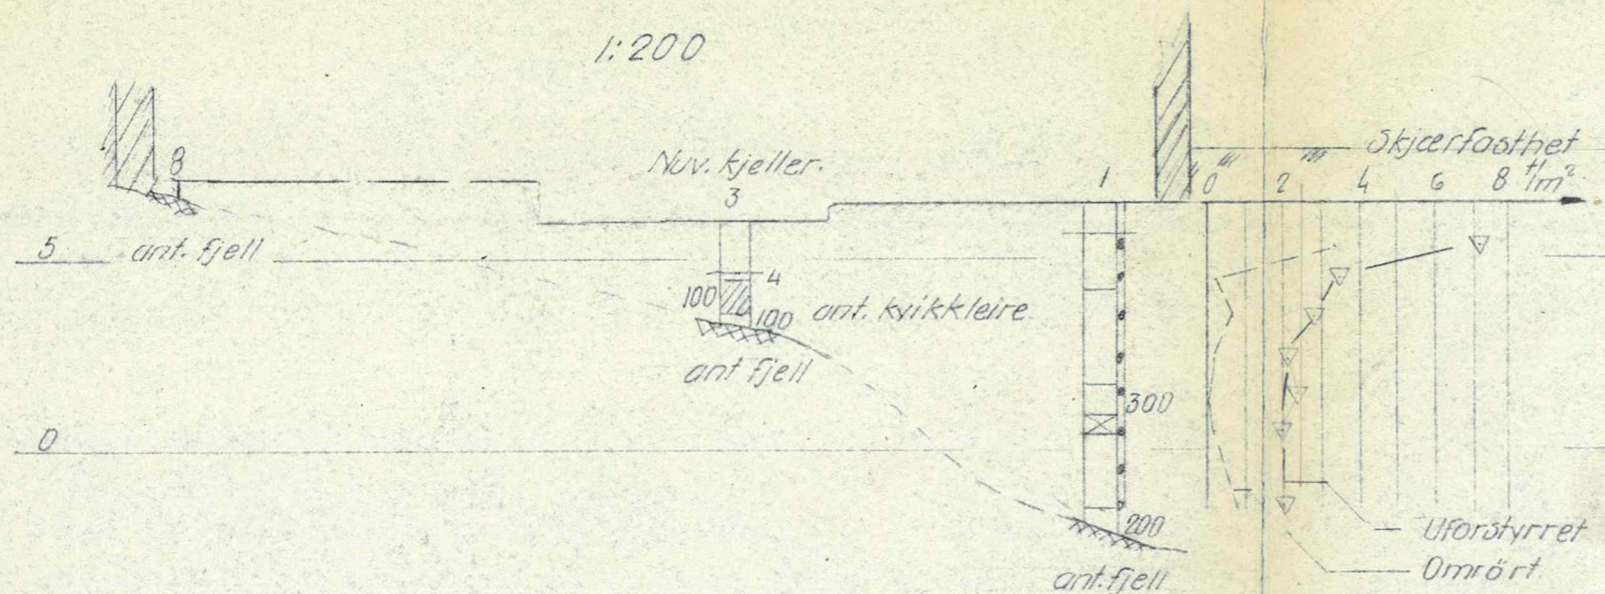 1:200
Skjærfasthet
8 Nuv. kjeller. 1 0 2 4 6 8 t/m²
3
5 ant. fjell
4
100 100 ant. kvikkleire
ant fjell
300
0
200
Uforstyrret
Omrört.
ant. fjell